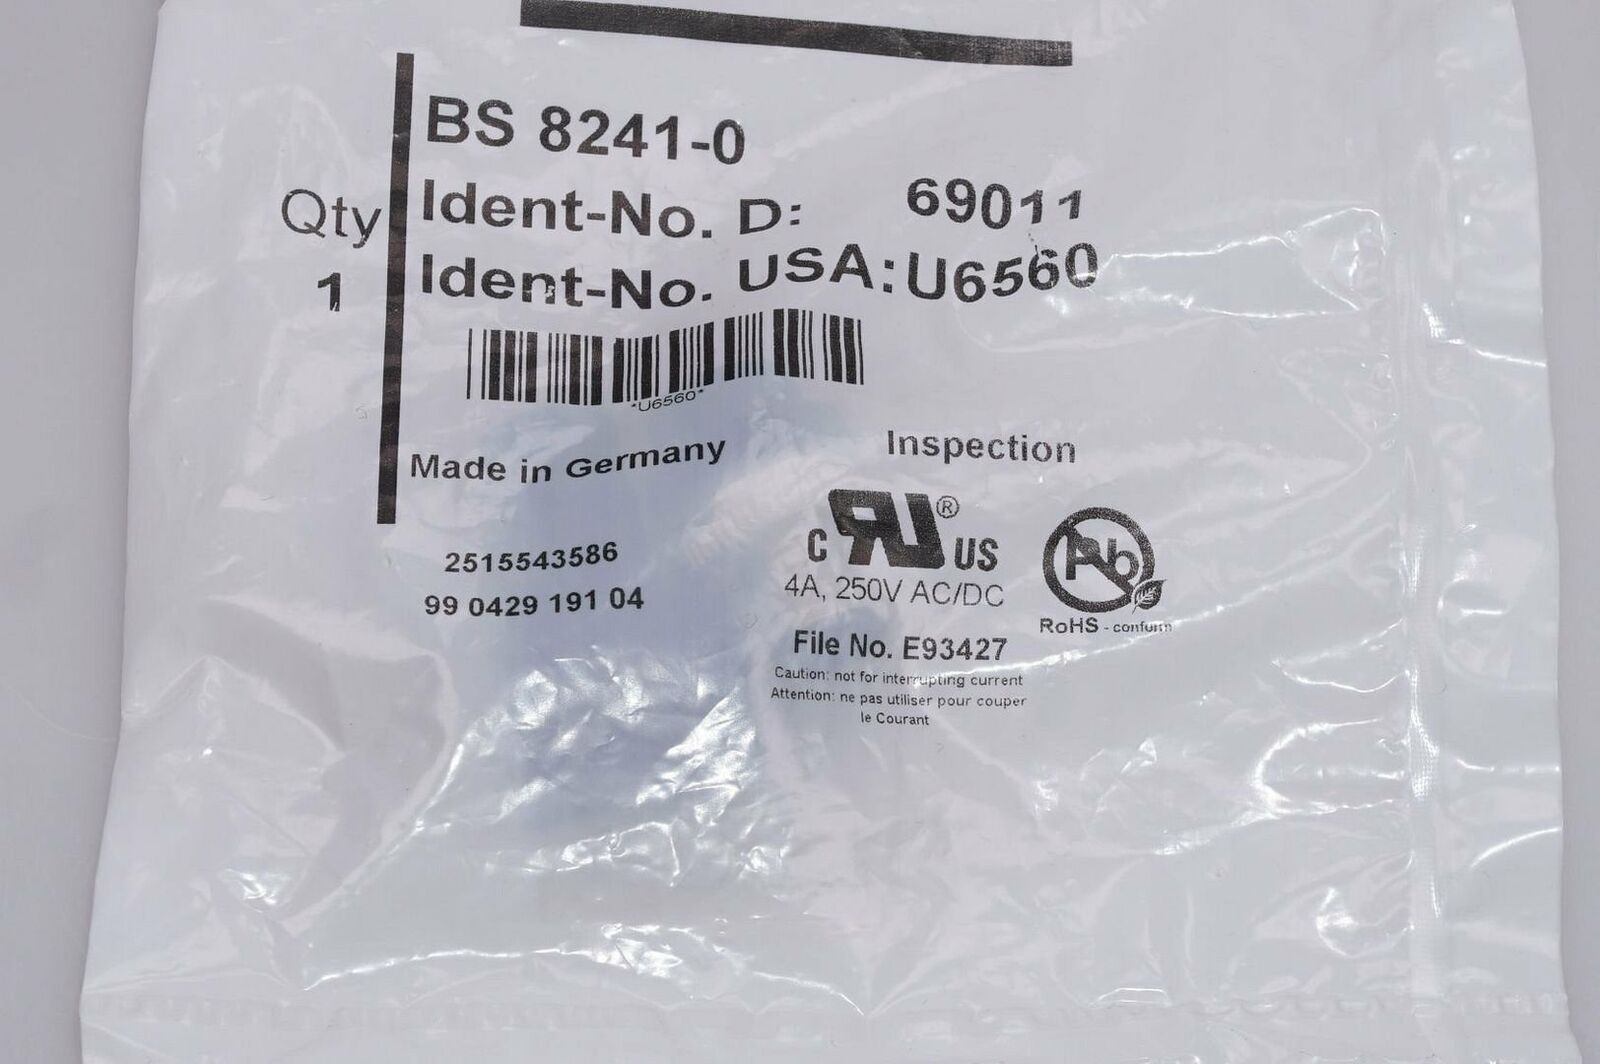 BS 8241-0
Qty
Ident-No. D: 69011
1
Ident-No. USA: U6560
*U6560*
Made in Germany
Inspection
c RU ® US
Pb
4A, 250V AC/DC
2515543586
99 0429 191 04
RoHS - conform
File No. E93427
Caution: not for interrupting current
Attention: ne pas utiliser pour couper
le Courant